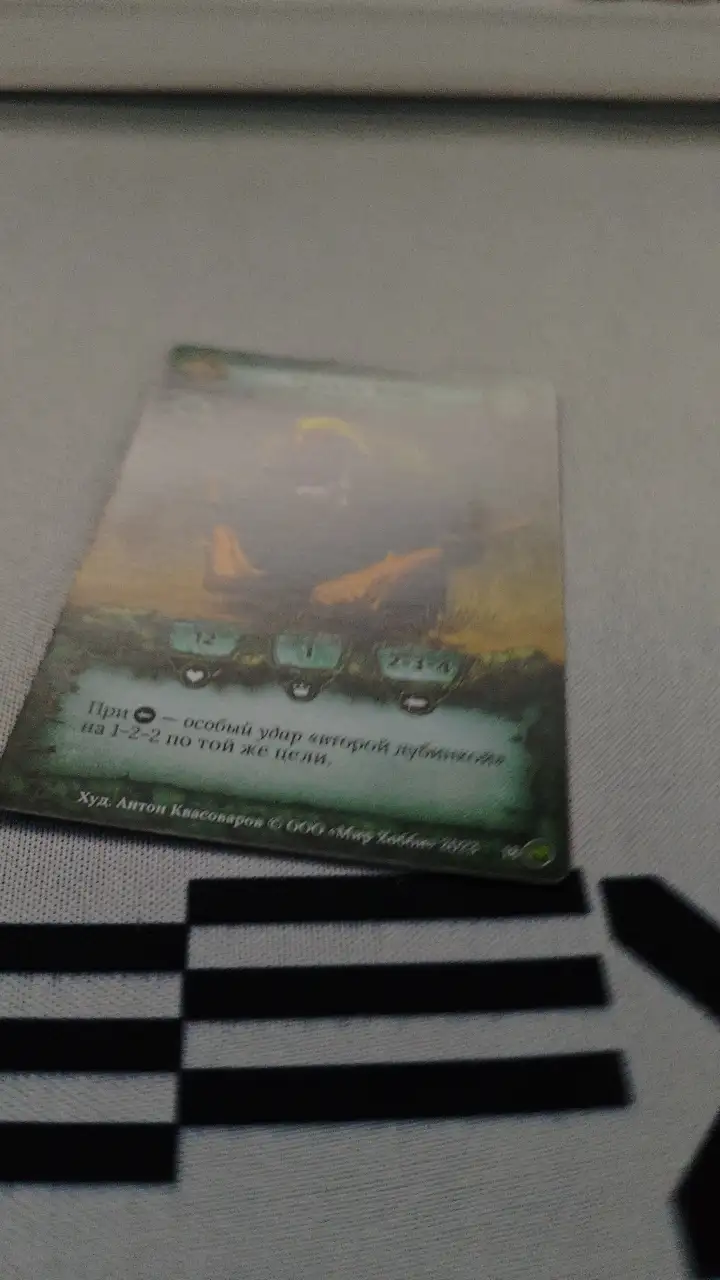 12
1
2-3-4
При — особый удар «второй дубинкой»
на 1-2-2 по той же цели.
Худ. Антон Квасоваров © ООО «Мир Хобби»